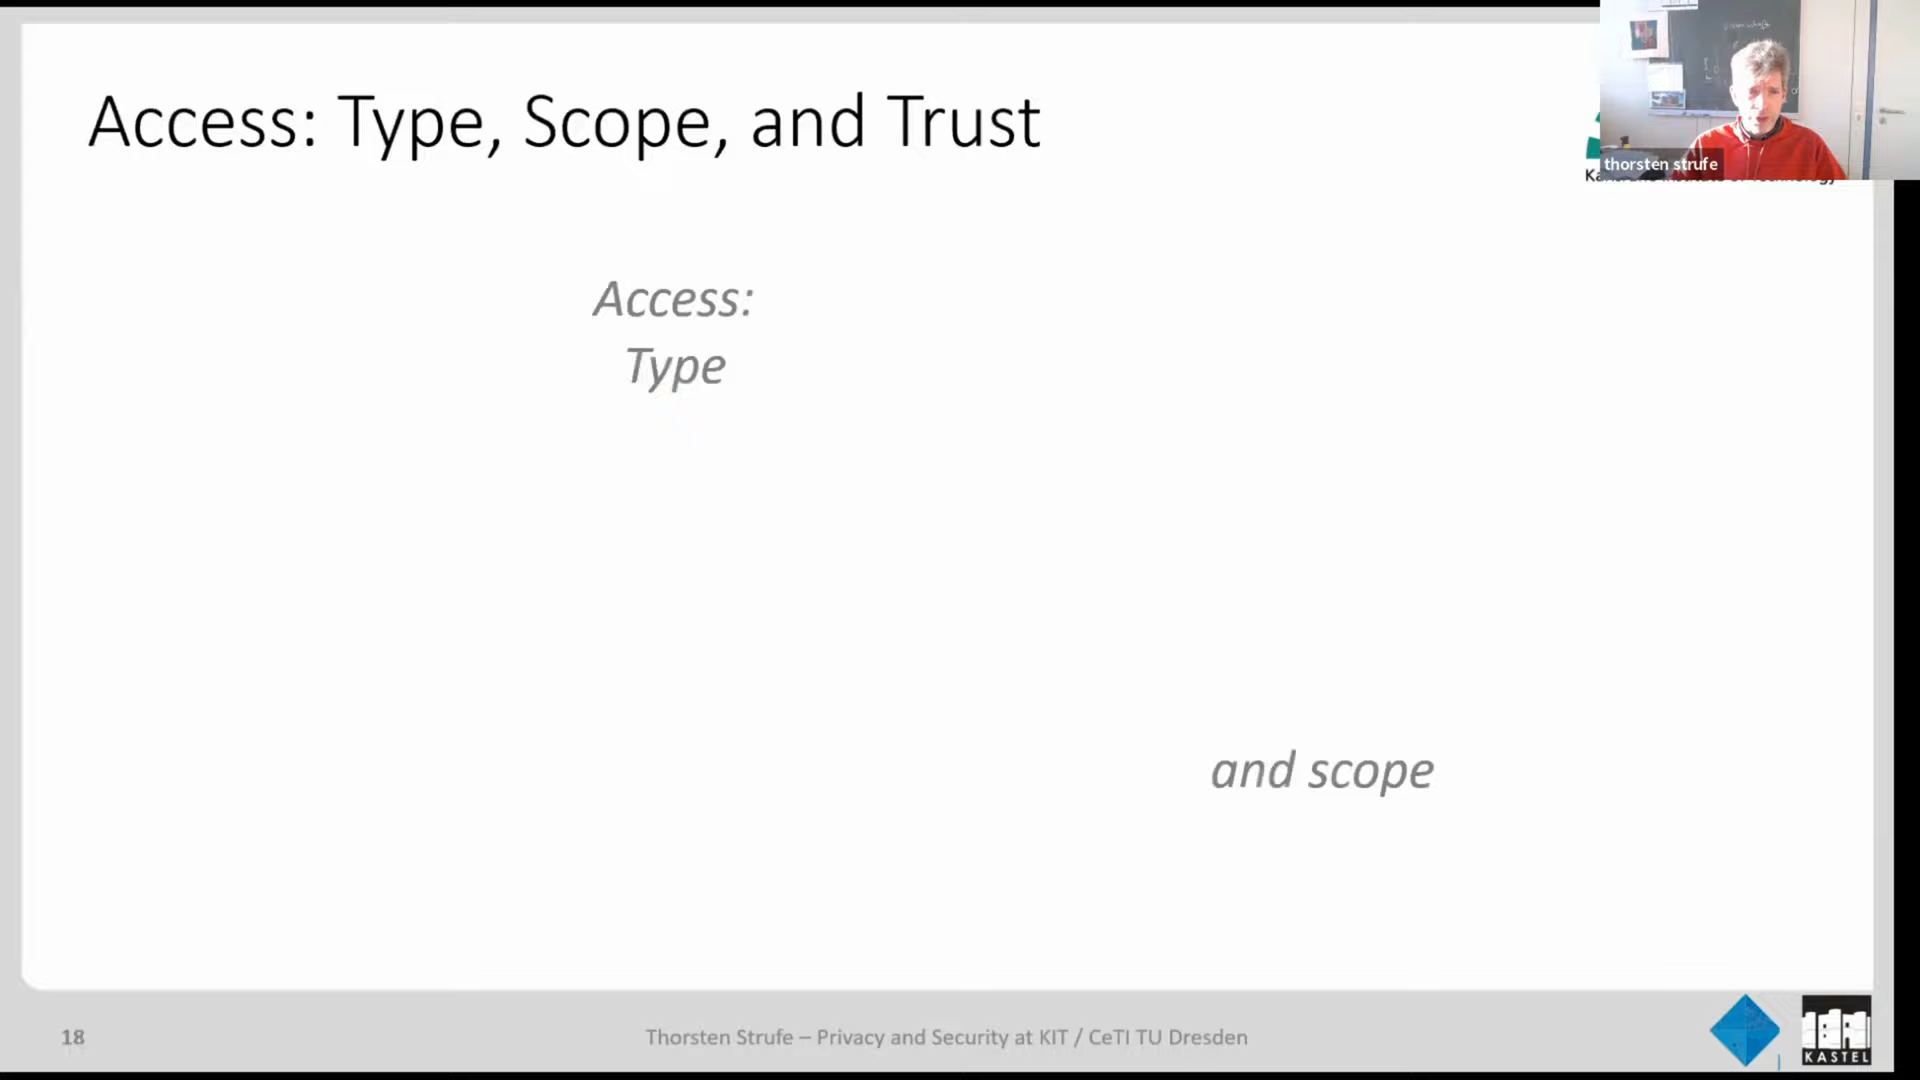 Access: Type, Scope, and Trust
thorsten strufe
Access:
Type
and scope
18
Thorsten Strufe – Privacy and Security at KIT / CeTI TU Dresden
KASTEL